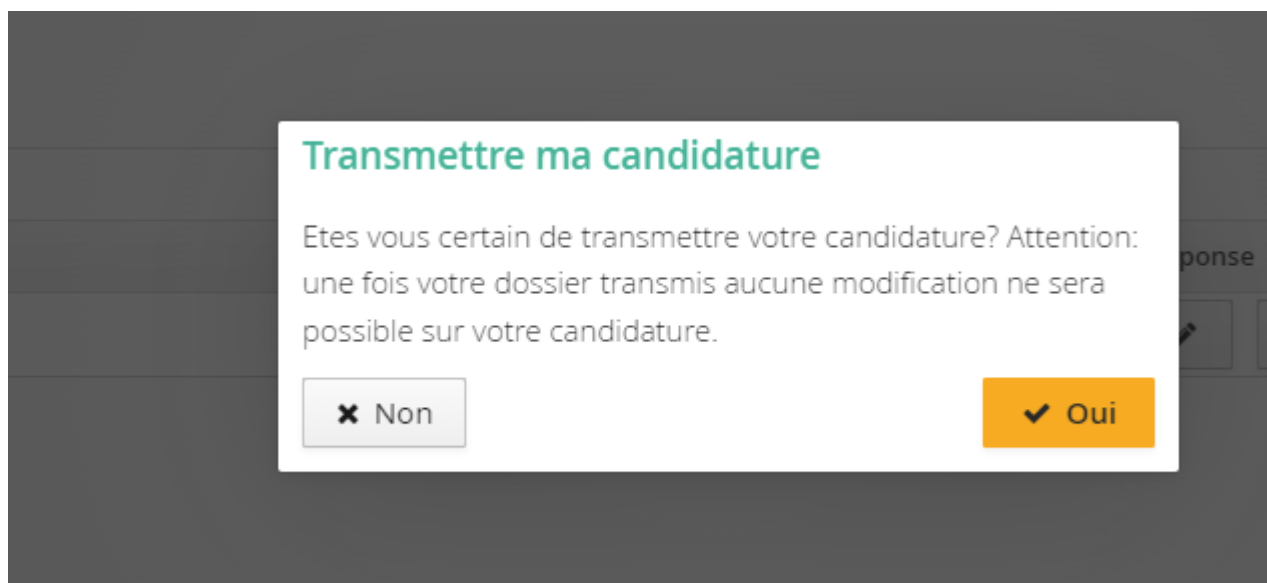 Transmettre ma candidature
Etes vous certain de transmettre votre candidature? Attention:
une fois votre dossier transmis aucune modification ne sera
possible sur votre candidature.
ponse
Non
Oui